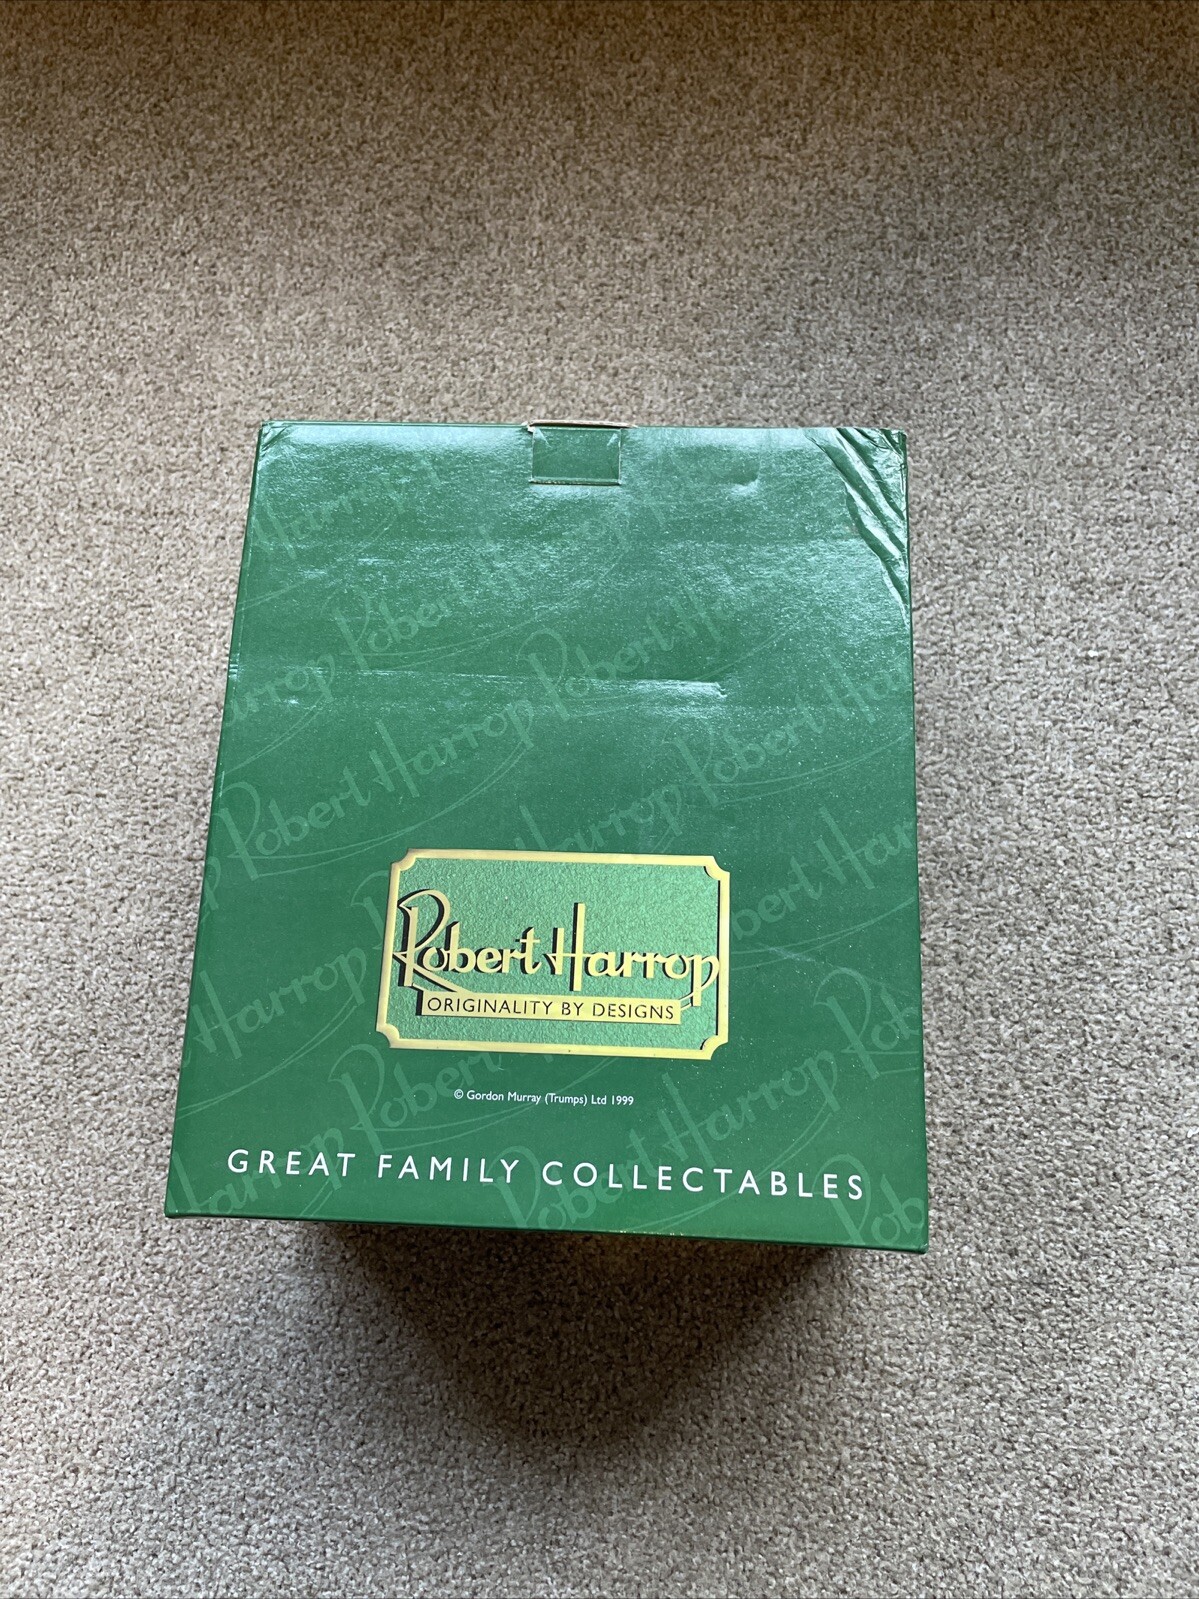 Robert Harrop
ORIGINALITY BY DESIGNS
© Gordon Murray (Trumps) Ltd 1999
GREAT FAMILY COLLECTABLES